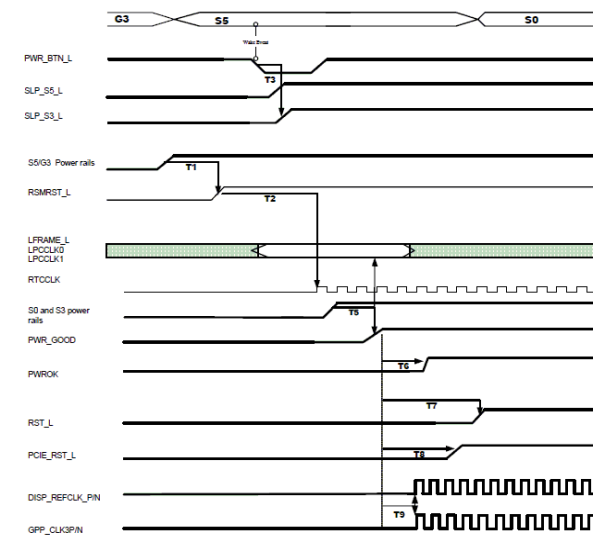 G3 S5 S0
Wake Event
PWR_BTN_L
T3
SLP_S5_L
SLP_S3_L
S5/G3 Power rails
T1
RSMRST_L
T2
LFRAME_L
LPCCLK0
LPCCLK1
RTCCLK
S0 and S3 power
rails
T5
PWR_GOOD
T6
PWROK
T7
RST_L
PCIE_RST_L
T8
DISP_REFCLK_P/N
T9
GPP_CLK3P/N